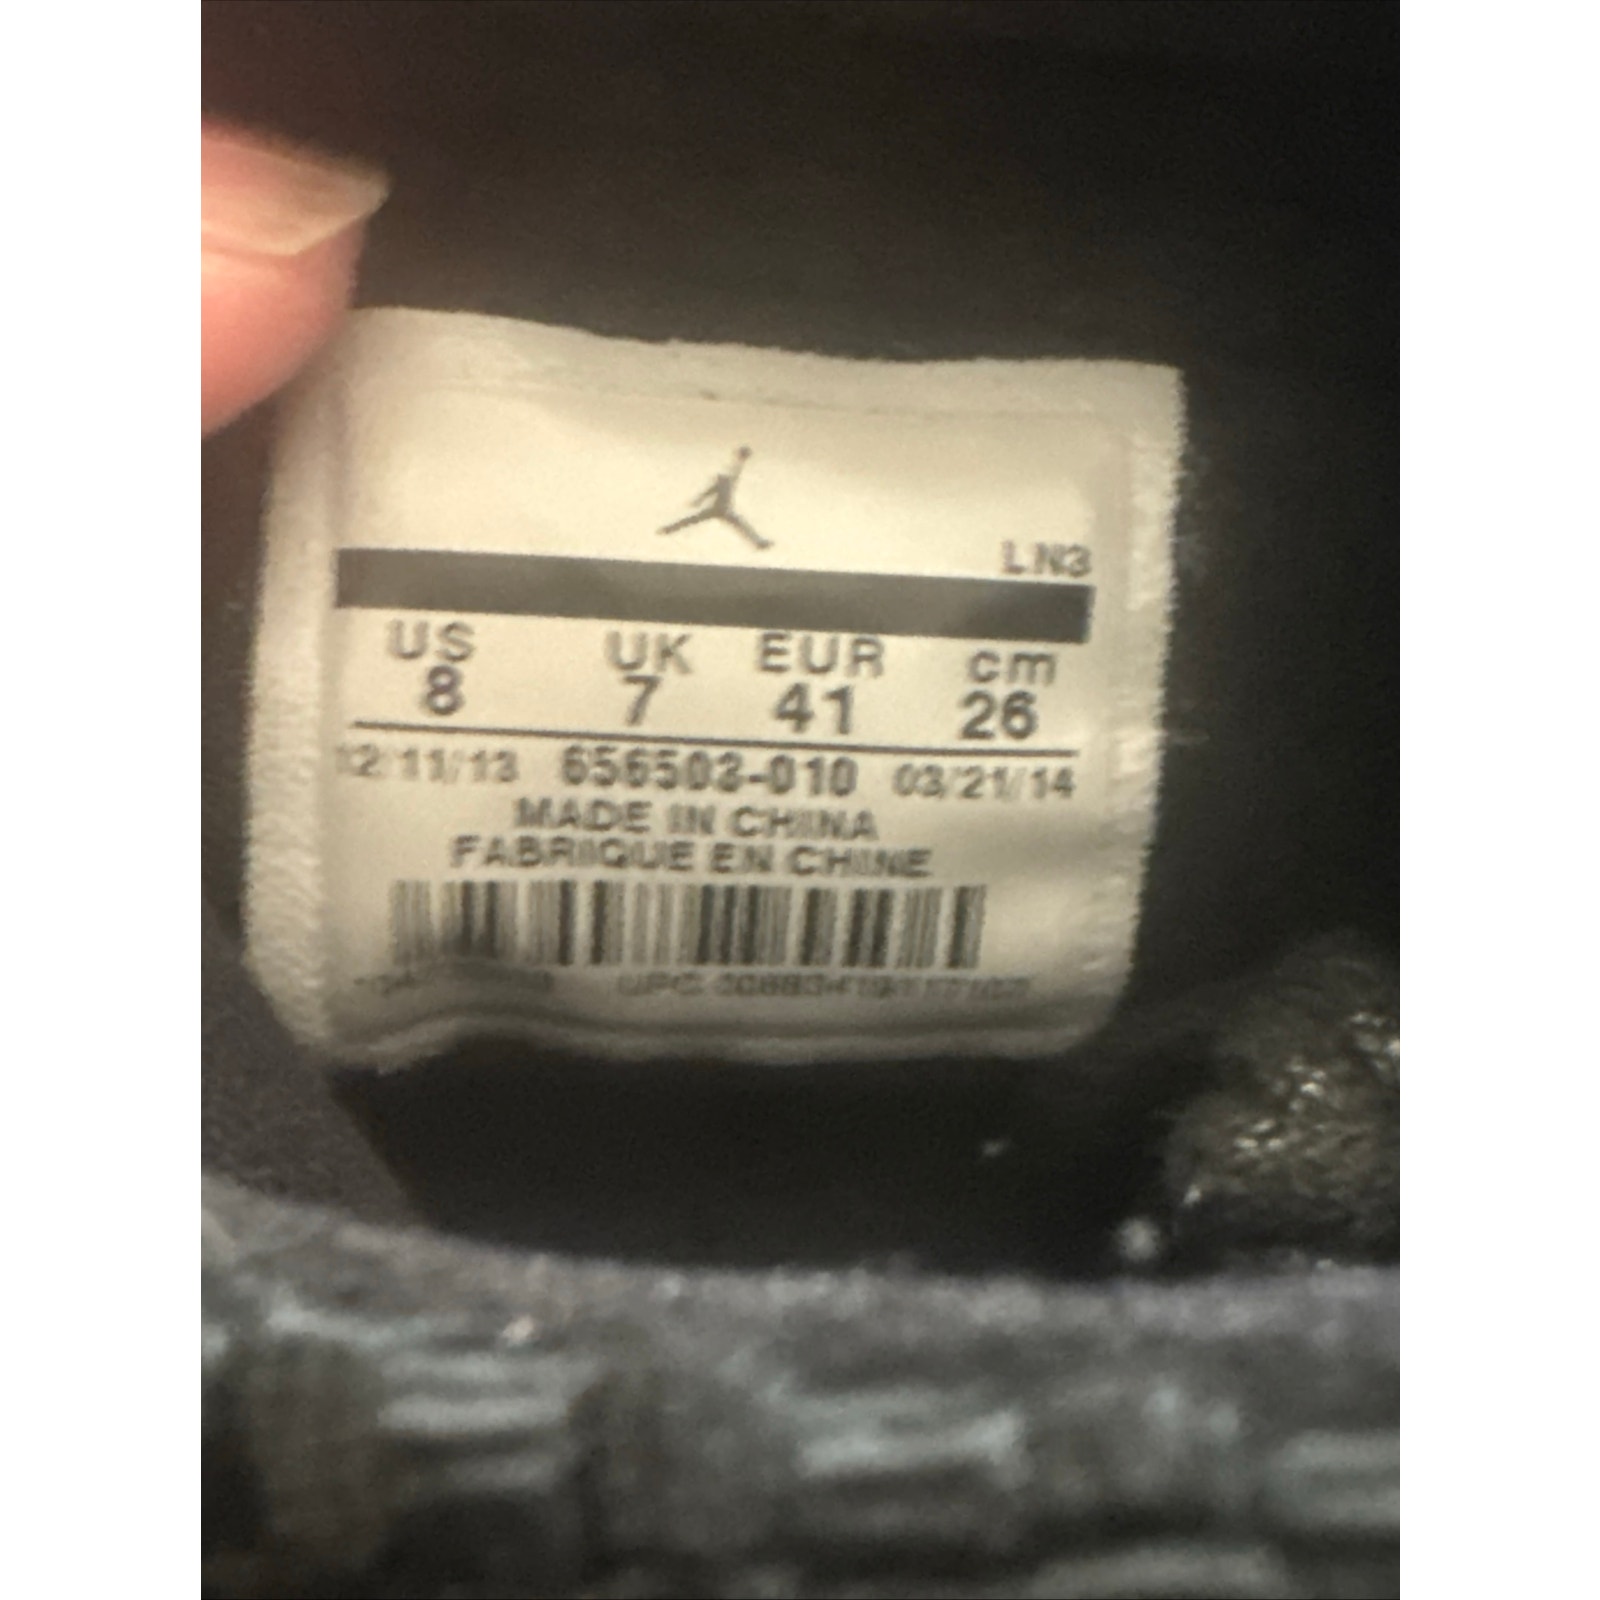 LN3
US UK EUR cm
8 7 41 26
12/11/13 656503-010 03/21/14
MADE IN CHINA
FABRIQUE EN CHINE
UPC: